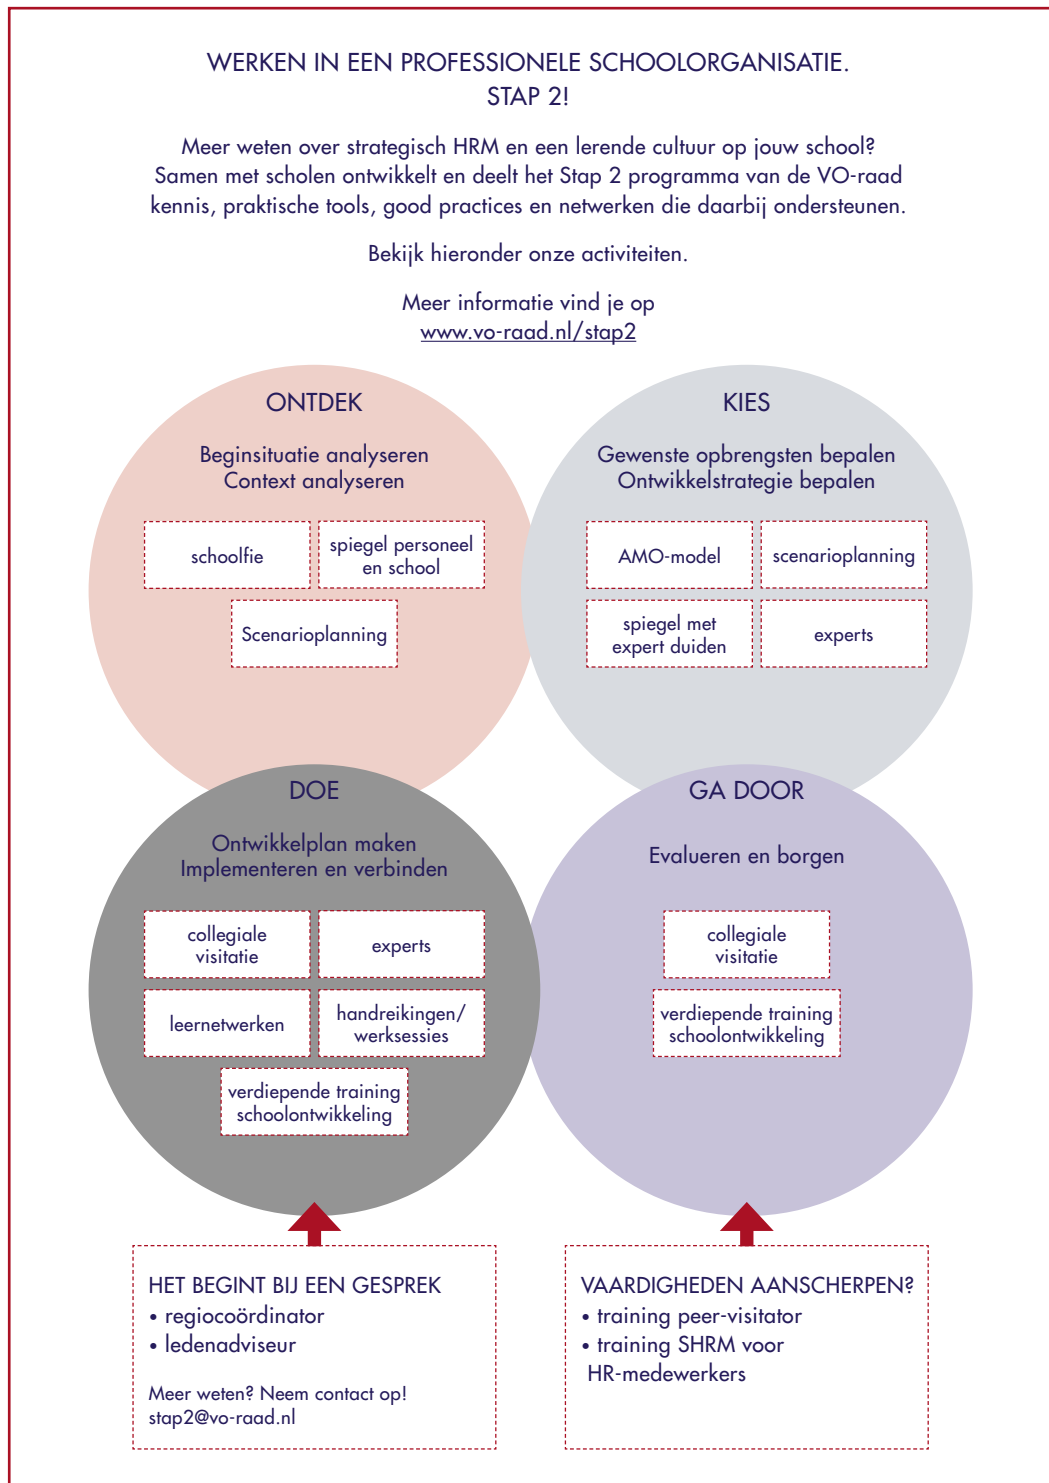 WERKEN IN EEN PROFESSIONELE SCHOOLORGANISATIE.
STAP 2!
Meer weten over strategisch HRM en een lerende cultuur op jouw school?
Samen met scholen ontwikkelt en deelt het Stap 2 programma van de VO-raad
kennis, praktische tools, good practices en netwerken die daarbij ondersteunen.
Bekijk hieronder onze activiteiten.
Meer informatie vind je op
www.vo-raad.nl/stap2
ONTDEK
Beginsituatie analyseren
Context analyseren
schoolfie
spiegel personeel
en school
Scenarioplanning
KIES
Gewenste opbrengsten bepalen
Ontwikkelstrategie bepalen
AMO-model
scenarioplanning
spiegel met
expert duiden
experts
DOE
Ontwikkelplan maken
Implementeren en verbinden
collegiale
visitatie
experts
leernetwerken
handreikingen/
werksessies
verdiepende training
schoolontwikkeling
GA DOOR
Evalueren en borgen
collegiale
visitatie
verdiepende training
schoolontwikkeling
HET BEGINT BIJ EEN GESPREK
• regiocoördinator
• ledenadviseur
Meer weten? Neem contact op!
stap2@vo-raad.nl
VAARDIGHEDEN AANSCHERPEN?
• training peer-visitator
• training SHRM voor
HR-medewerkers